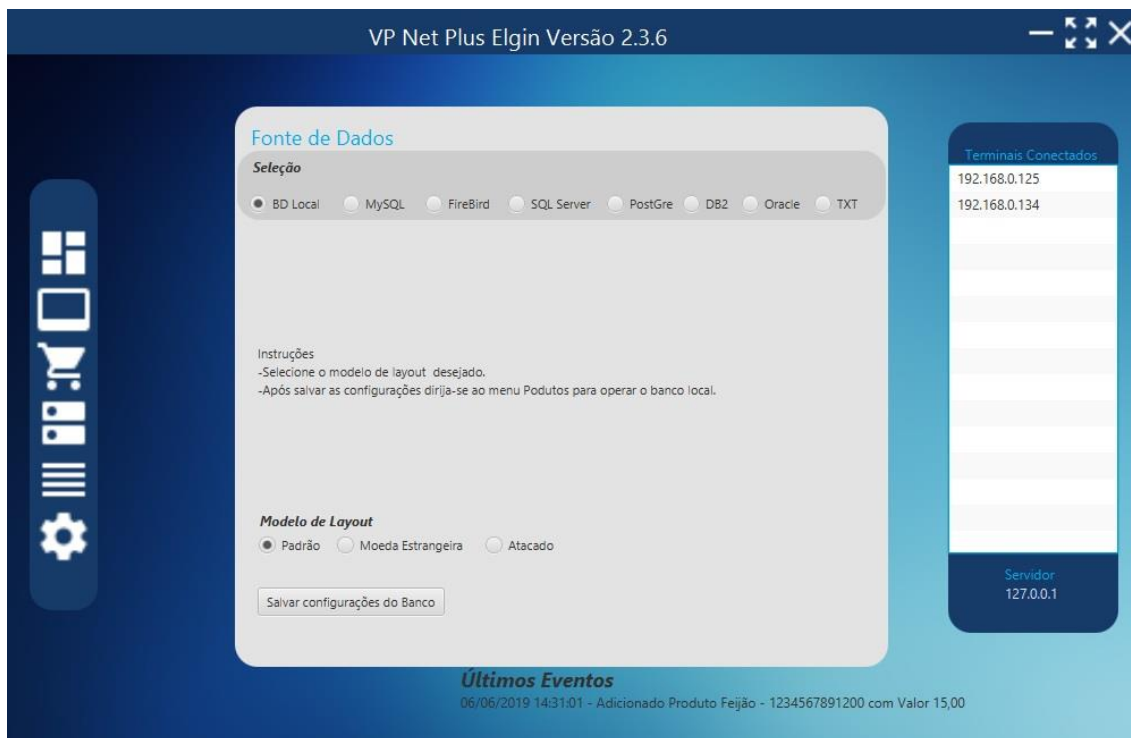 VP Net Plus Elgin Versão 2.3.6
Fonte de Dados
Seleção
BD Local MySQL FireBird SQL Server PostGre DB2 Oracle TXT
Instruções
-Selecione o modelo de layout desejado.
-Após salvar as configurações dirija-se ao menu Podutos para operar o banco local.
Modelo de Layout
Padrão Moeda Estrangeira Atacado
Salvar configurações do Banco
Terminais Conectados
192.168.0.125
192.168.0.134
Servidor
127.0.0.1
Últimos Eventos
06/06/2019 14:31:01 - Adicionado Produto Feijão - 1234567891200 com Valor 15,00